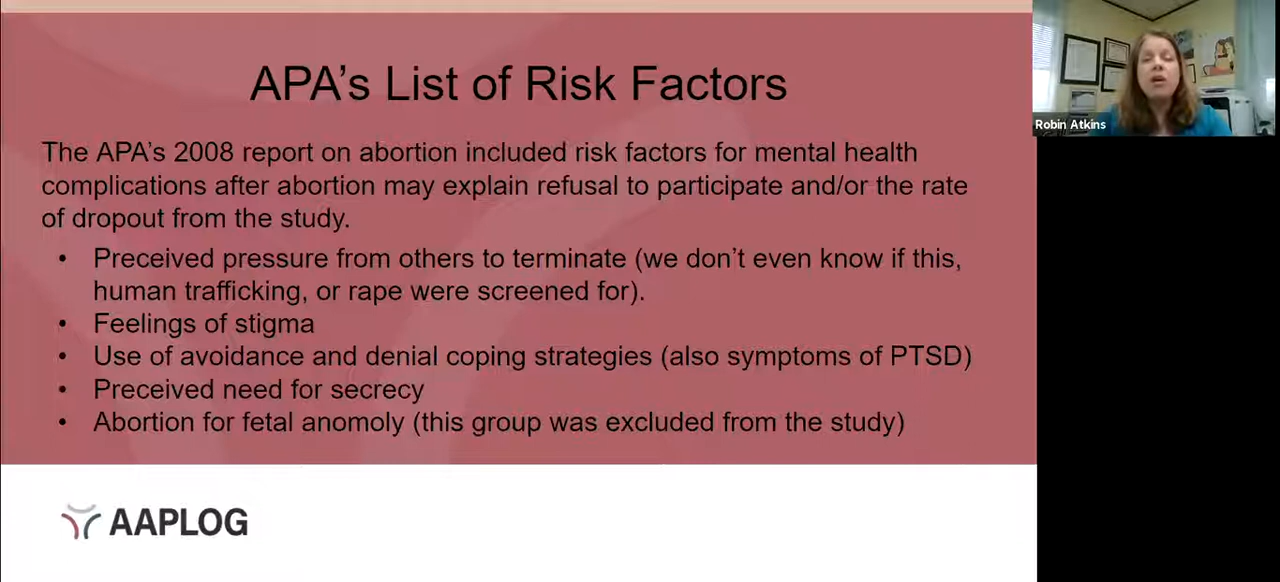 APA's List of Risk Factors
The APA's 2008 report on abortion included risk factors for mental health
complications after abortion may explain refusal to participate and/or the rate
of dropout from the study.
• Preceived pressure from others to terminate (we don't even know if this,
human trafficking, or rape were screened for).
• Feelings of stigma
• Use of avoidance and denial coping strategies (also symptoms of PTSD)
• Preceived need for secrecy
• Abortion for fetal anomoly (this group was excluded from the study)
AAPLOG
Robin Atkins